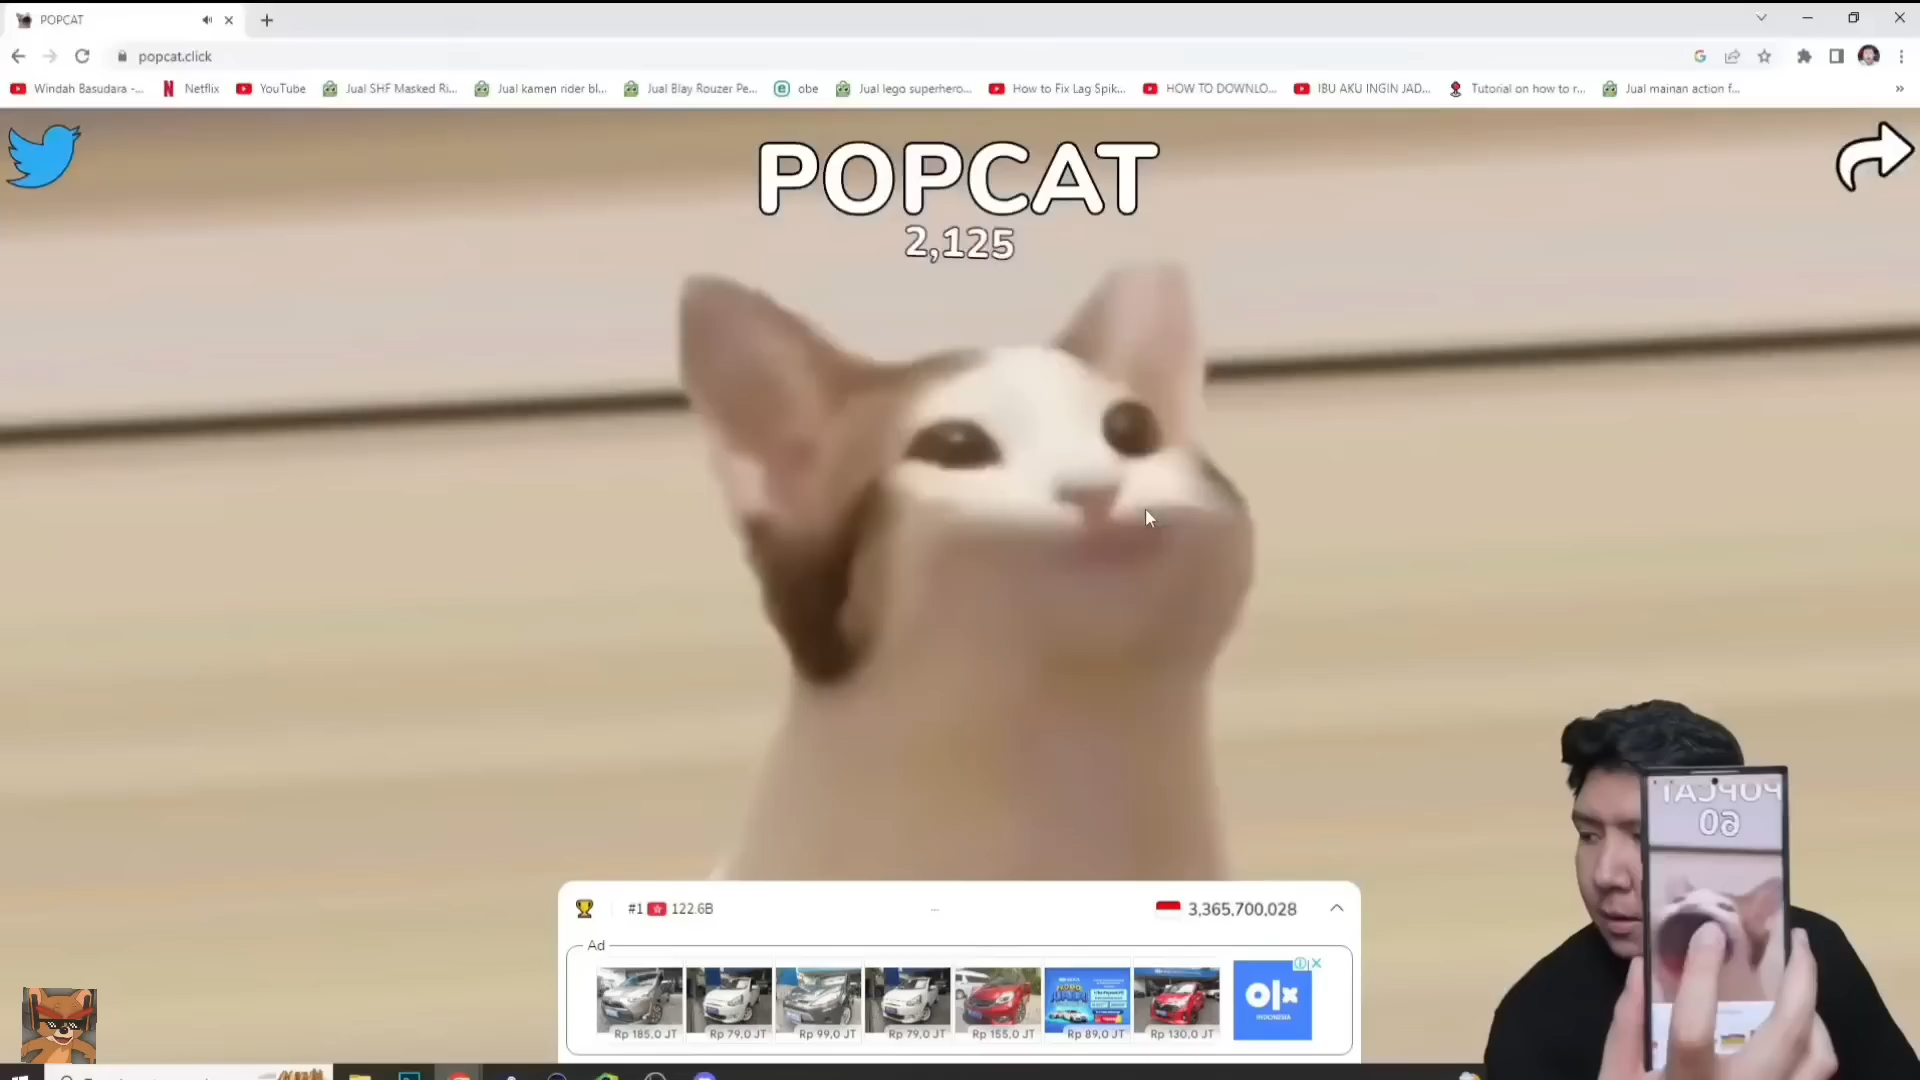 POPCAT
popcat.click
Windah Basudara -...
Netflix
YouTube
Jual SHF Masked Ri...
Jual kamen rider bl...
Jual Blay Rouzer Pe...
obe
Jual lego superhero...
How to Fix Lag Spik...
HOW TO DOWNLO...
IBU AKU INGIN JAD...
Tutorial on how to r...
Jual mainan action f...
»
POPCAT
2,125
POPCAT
60
#1 122.6B
...
3,365,700,028
Ad
Rp 185,0 JT
Rp 79,0 JT
Rp 99,0 JT
Rp 79,0 JT
Rp 155,0 JT
Rp 89,0 JT
Rp 130,0 JT
olx
INDONESIA